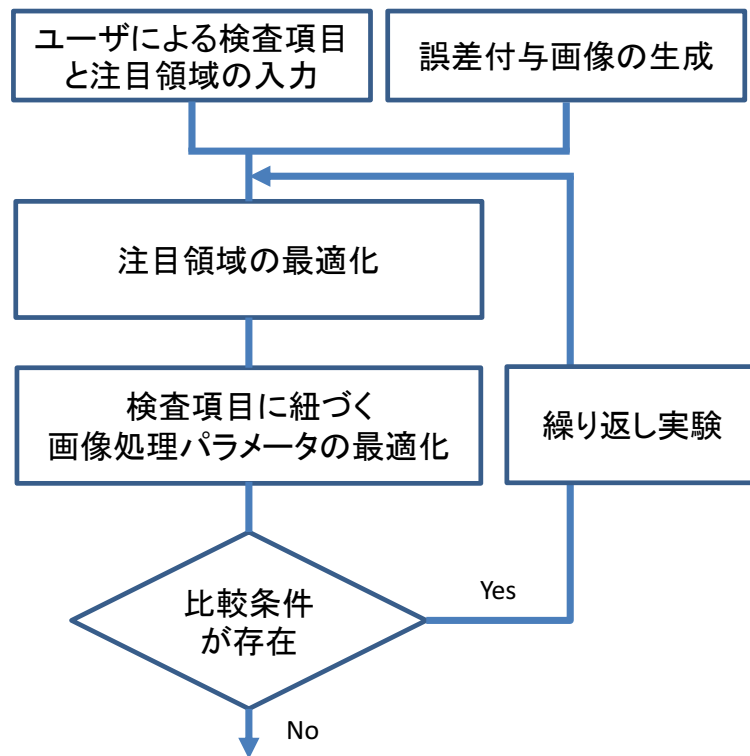 ユーザによる検査項目
と注目領域の入力
誤差付与画像の生成
注目領域の最適化
検査項目に紐づく
画像処理パラメータの最適化
繰り返し実験
比較条件
が存在
Yes
No